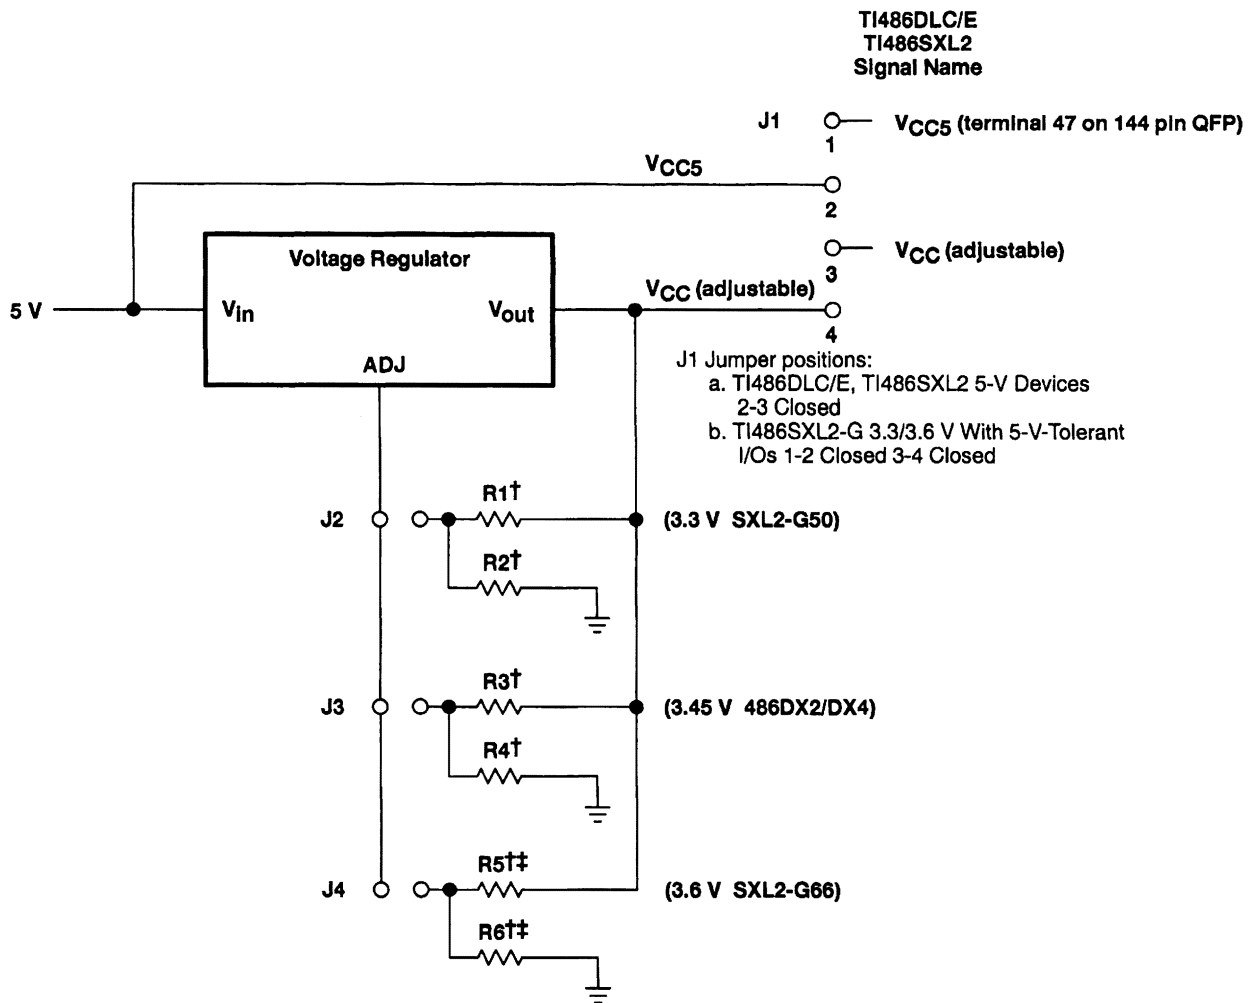 TI486DLC/E
TI486SXL2
Signal Name
J1
1
VCC5 (terminal 47 on 144 pin QFP)
VCC5
2
Voltage Regulator
3
VCC (adjustable)
VCC (adjustable)
5 V
Vin
Vout
4
ADJ
J1 Jumper positions:
a. TI486DLC/E, TI486SXL2 5-V Devices
2-3 Closed
b. TI486SXL2-G 3.3/3.6 V With 5-V-Tolerant
I/Os 1-2 Closed 3-4 Closed
R1†
J2
(3.3 V SXL2-G50)
R2†
R3†
J3
(3.45 V 486DX2/DX4)
R4†
R5†‡
J4
(3.6 V SXL2-G66)
R6†‡